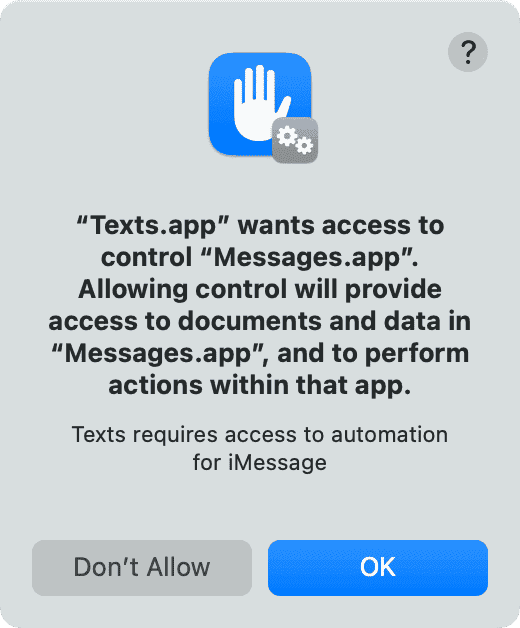 ?
“Texts.app” wants access to
control “Messages.app”.
Allowing control will provide
access to documents and data in
“Messages.app”, and to perform
actions within that app.
Texts requires access to automation
for iMessage
Don’t Allow
OK